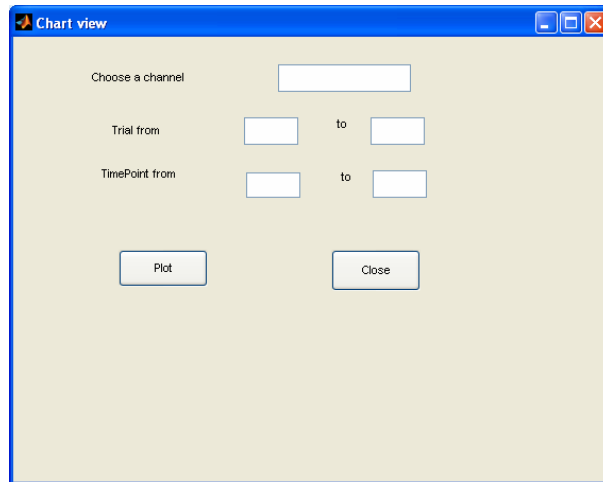 Chart view
Choose a channel
Trial from to
TimePoint from to
Plot Close